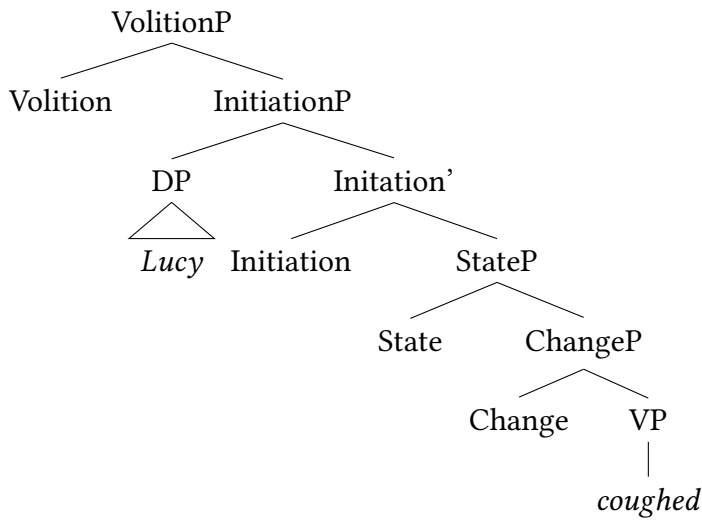 VolitionP
Volition InitiationP
DP Initation’
Lucy Initiation StateP
State ChangeP
Change VP
coughed